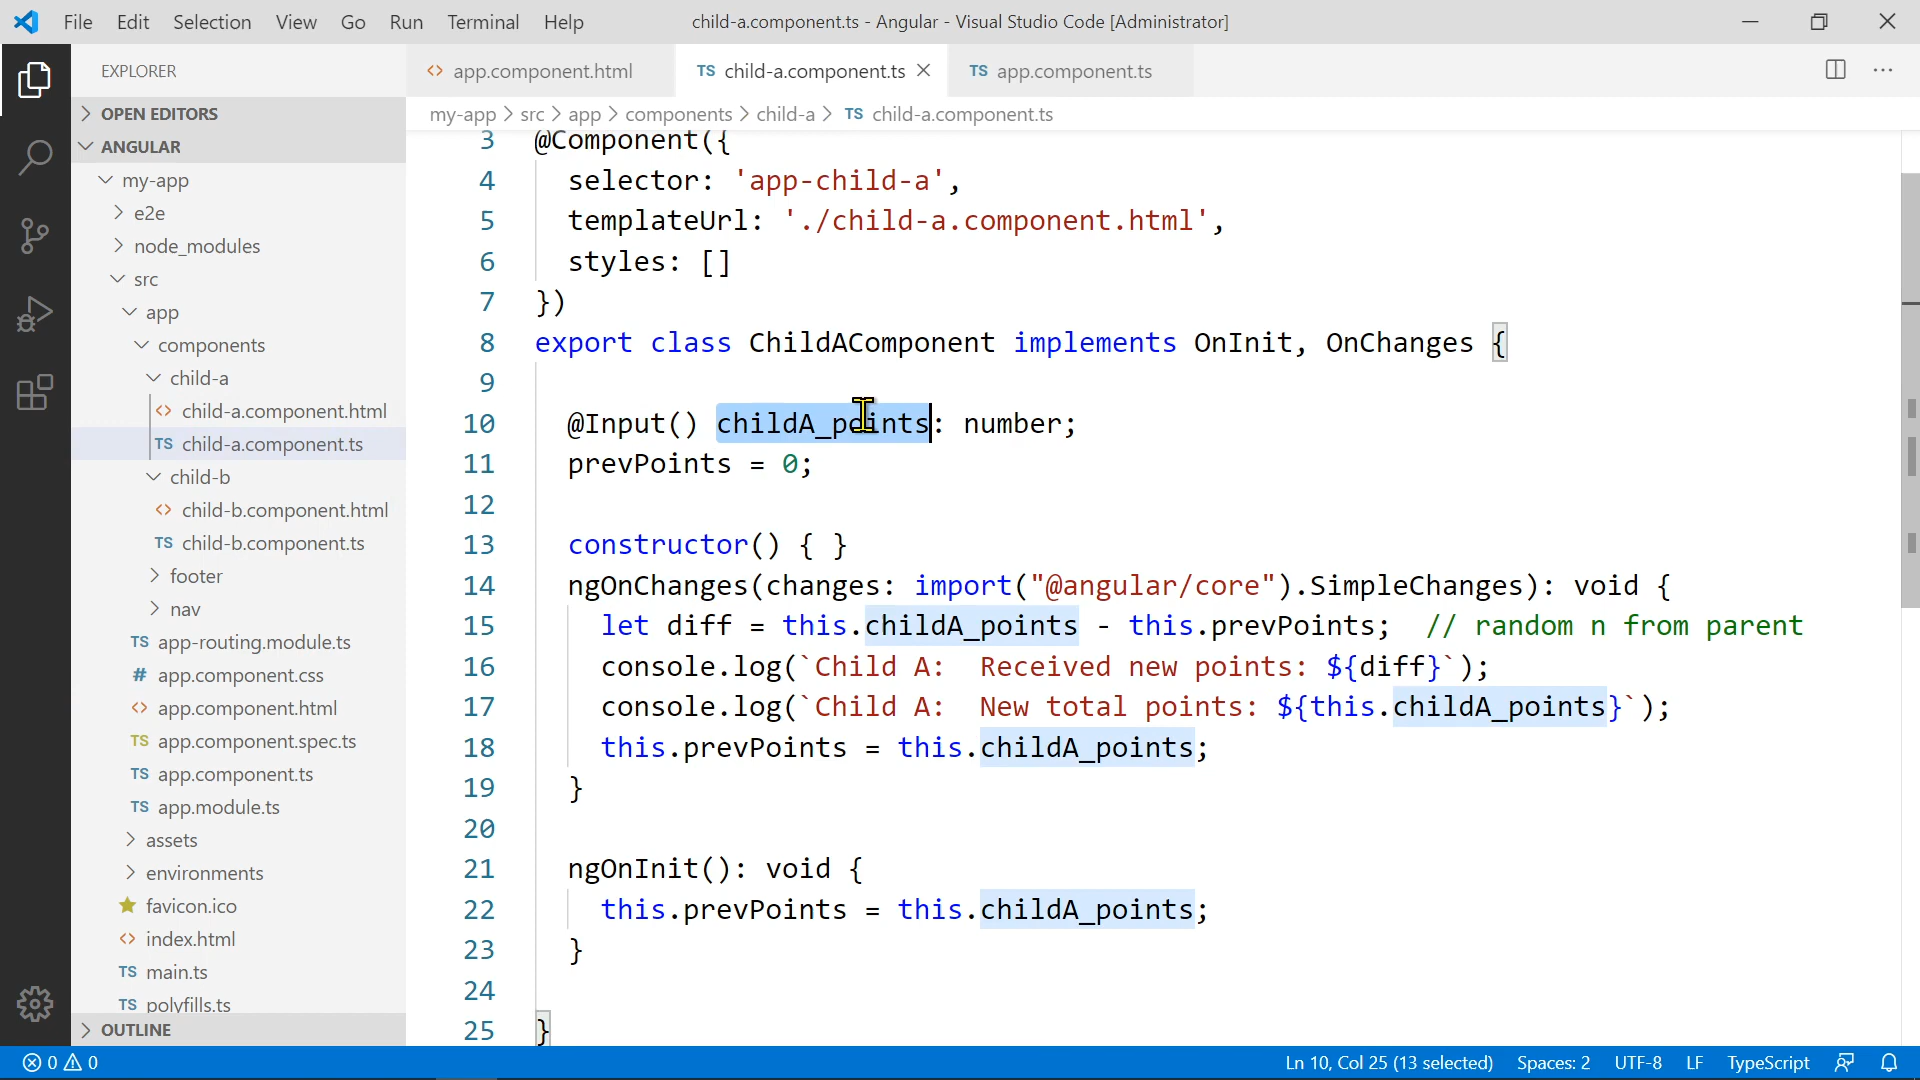 File Edit Selection View Go Run Terminal Help child-a.component.ts - Angular - Visual Studio Code [Administrator]
EXPLORER
OPEN EDITORS
ANGULAR
my-app
e2e
node_modules
src
app
components
child-a
child-a.component.html
TS child-a.component.ts
child-b
child-b.component.html
TS child-b.component.ts
footer
nav
TS app-routing.module.ts
# app.component.css
app.component.html
TS app.component.spec.ts
TS app.component.ts
TS app.module.ts
assets
environments
favicon.ico
index.html
TS main.ts
TS polyfills.ts
OUTLINE
app.component.html TS child-a.component.ts TS app.component.ts
my-app > src > app > components > child-a > TS child-a.component.ts
3 @Component({
4 selector: 'app-child-a',
5 templateUrl: './child-a.component.html',
6 styles: []
7 })
8 export class ChildAComponent implements OnInit, OnChanges {
9
10 @Input() childA_points: number;
11 prevPoints = 0;
12
13 constructor() { }
14 ngOnChanges(changes: import("@angular/core").SimpleChanges): void {
15 let diff = this.childA_points - this.prevPoints; // random n from parent
16 console.log(`Child A:  Received new points: ${diff}`);
17 console.log(`Child A:  New total points: ${this.childA_points}`);
18 this.prevPoints = this.childA_points;
19 }
20
21 ngOnInit(): void {
22 this.prevPoints = this.childA_points;
23 }
24
25 }
0 0 Ln 10, Col 25 (13 selected) Spaces: 2 UTF-8 LF TypeScript